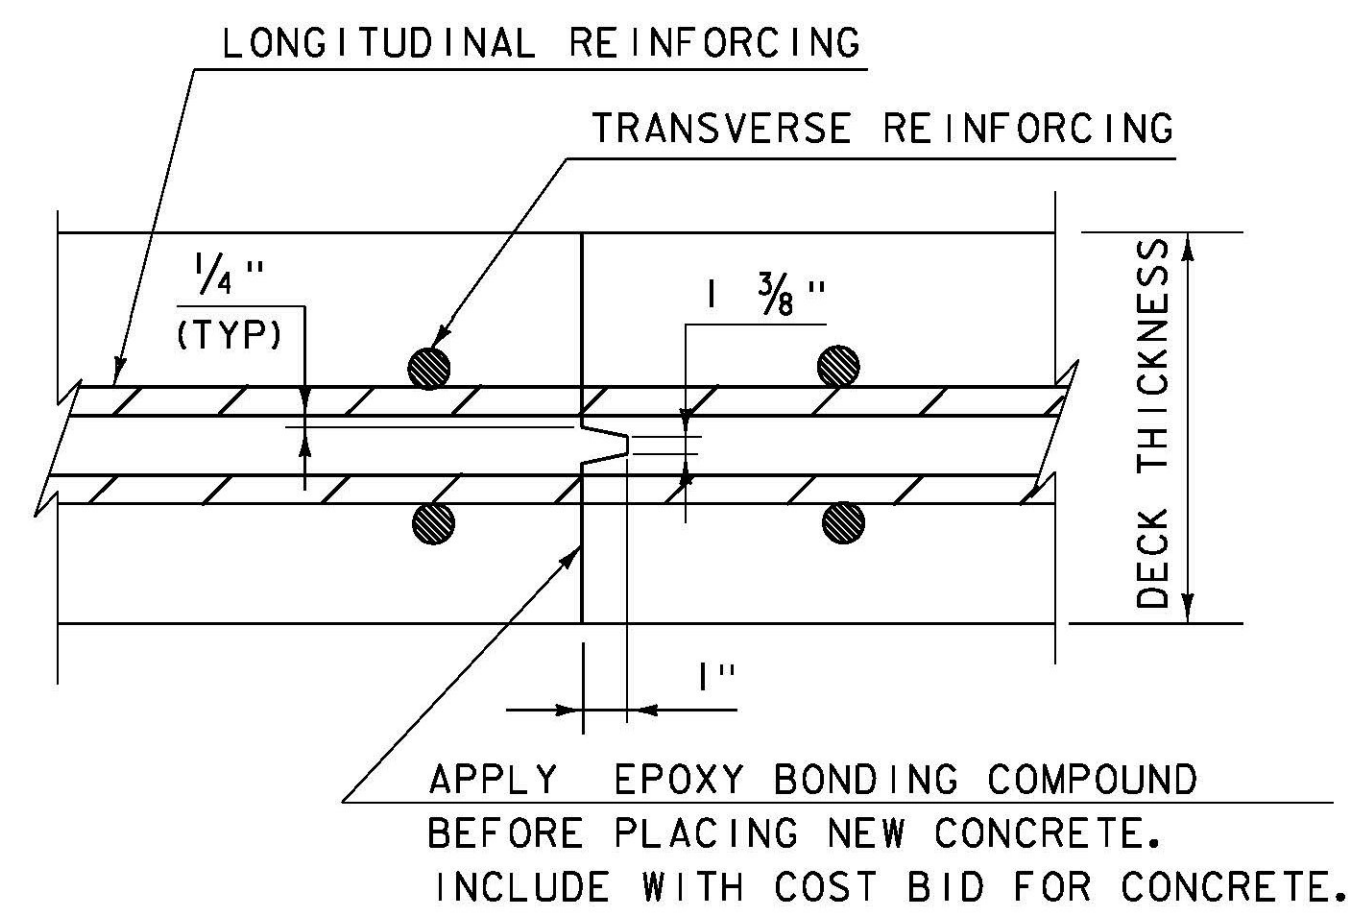 LONGITUDINAL REINFORCING
TRANSVERSE REINFORCING
1/4"
(TYP)
1 3/8"
DECK THICKNESS
1"
APPLY EPOXY BONDING COMPOUND
BEFORE PLACING NEW CONCRETE.
INCLUDE WITH COST BID FOR CONCRETE.